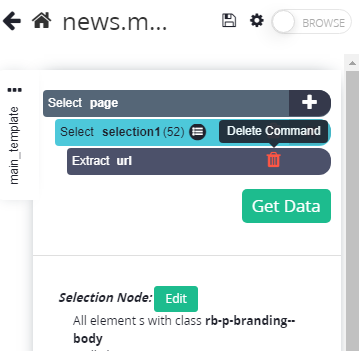 news.m...
BROWSE
main_template
Select page
Select selection1 (52)
Delete Command
Extract url
Get Data
Selection Node: Edit
All element s with class rb-p-branding--
body